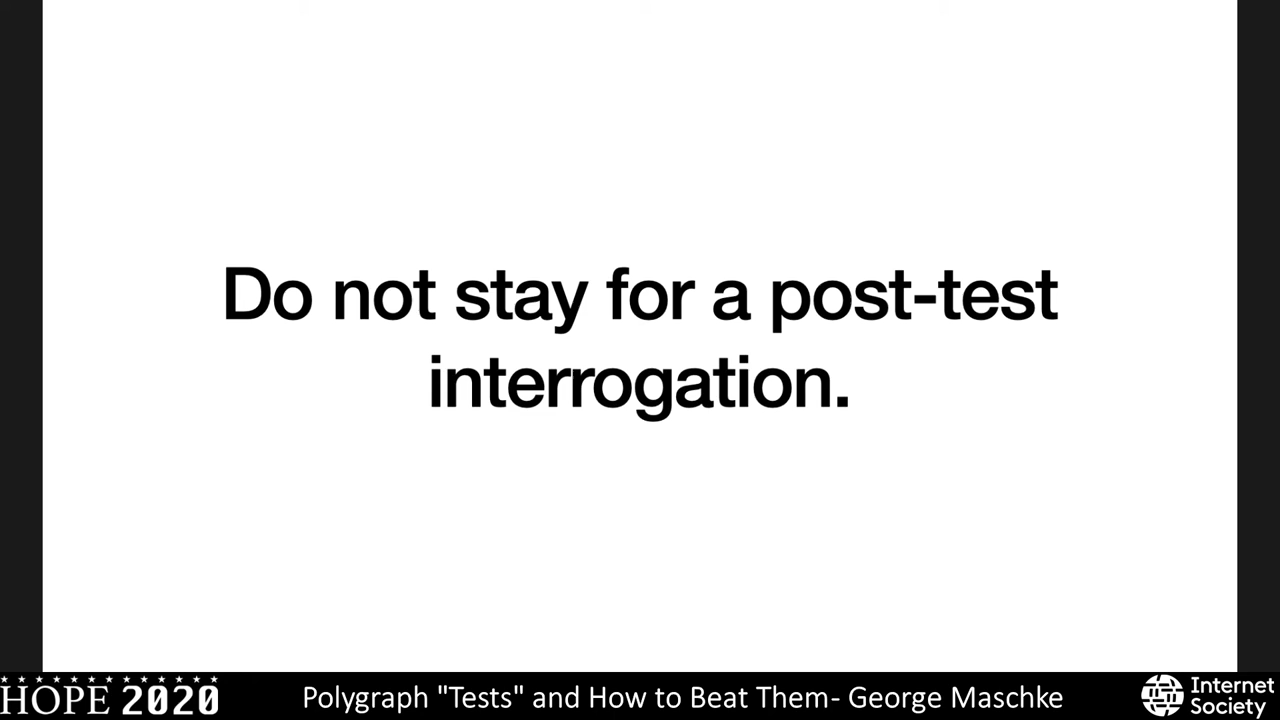 Do not stay for a post-test
interrogation.
HOPE 2020
Polygraph "Tests" and How to Beat Them- George Maschke
Internet
Society